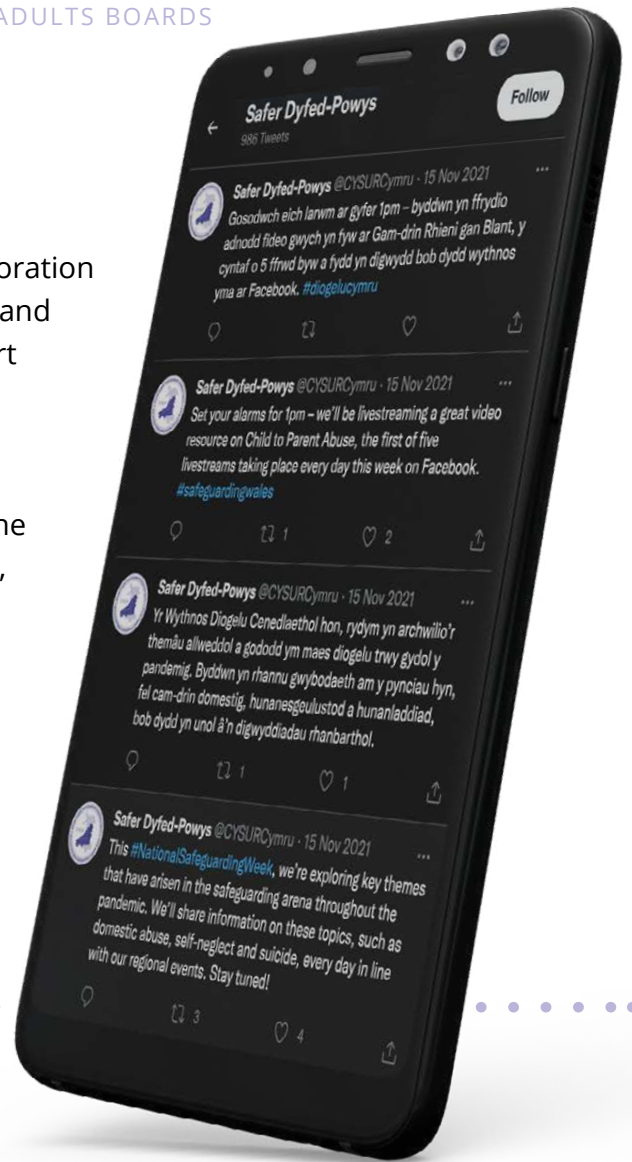 ADULTS BOARDS
oration
and
rt
ne
,
Safer Dyfed-Powys
986 Tweets
Follow
Safer Dyfed-Powys @CYSURCymru · 15 Nov 2021
Gosodwch eich larwm ar gyfer 1pm – byddwn yn ffrydio
adnodd fideo gwych yn fyw ar Gam-drin Rhieni gan Blant, y
cyntaf o 5 ffrwd byw a fydd yn digwydd bob dydd wythnos
yma ar Facebook. #diogelucymru
Safer Dyfed-Powys @CYSURCymru · 15 Nov 2021
Set your alarms for 1pm – we'll be livestreaming a great video
resource on Child to Parent Abuse, the first of five
livestreams taking place every day this week on Facebook.
#safeguardingwales
1 2
Safer Dyfed-Powys @CYSURCymru · 15 Nov 2021
Yr Wythnos Diogelu Cenedlaethol hon, rydym yn archwilio'r
themâu allweddol a gododd ym maes diogelu trwy gydol y
pandemig. Byddwn yn rhannu gwybodaeth am y pynciau hyn,
fel cam-drin domestig, hunanesgeulustod a hunanladdiad,
bob dydd yn unol â'n digwyddiadau rhanbarthol.
1 1
Safer Dyfed-Powys @CYSURCymru · 15 Nov 2021
This #NationalSafeguardingWeek, we're exploring key themes
that have arisen in the safeguarding arena throughout the
pandemic. We'll share information on these topics, such as
domestic abuse, self-neglect and suicide, every day in line
with our regional events. Stay tuned!
3 4